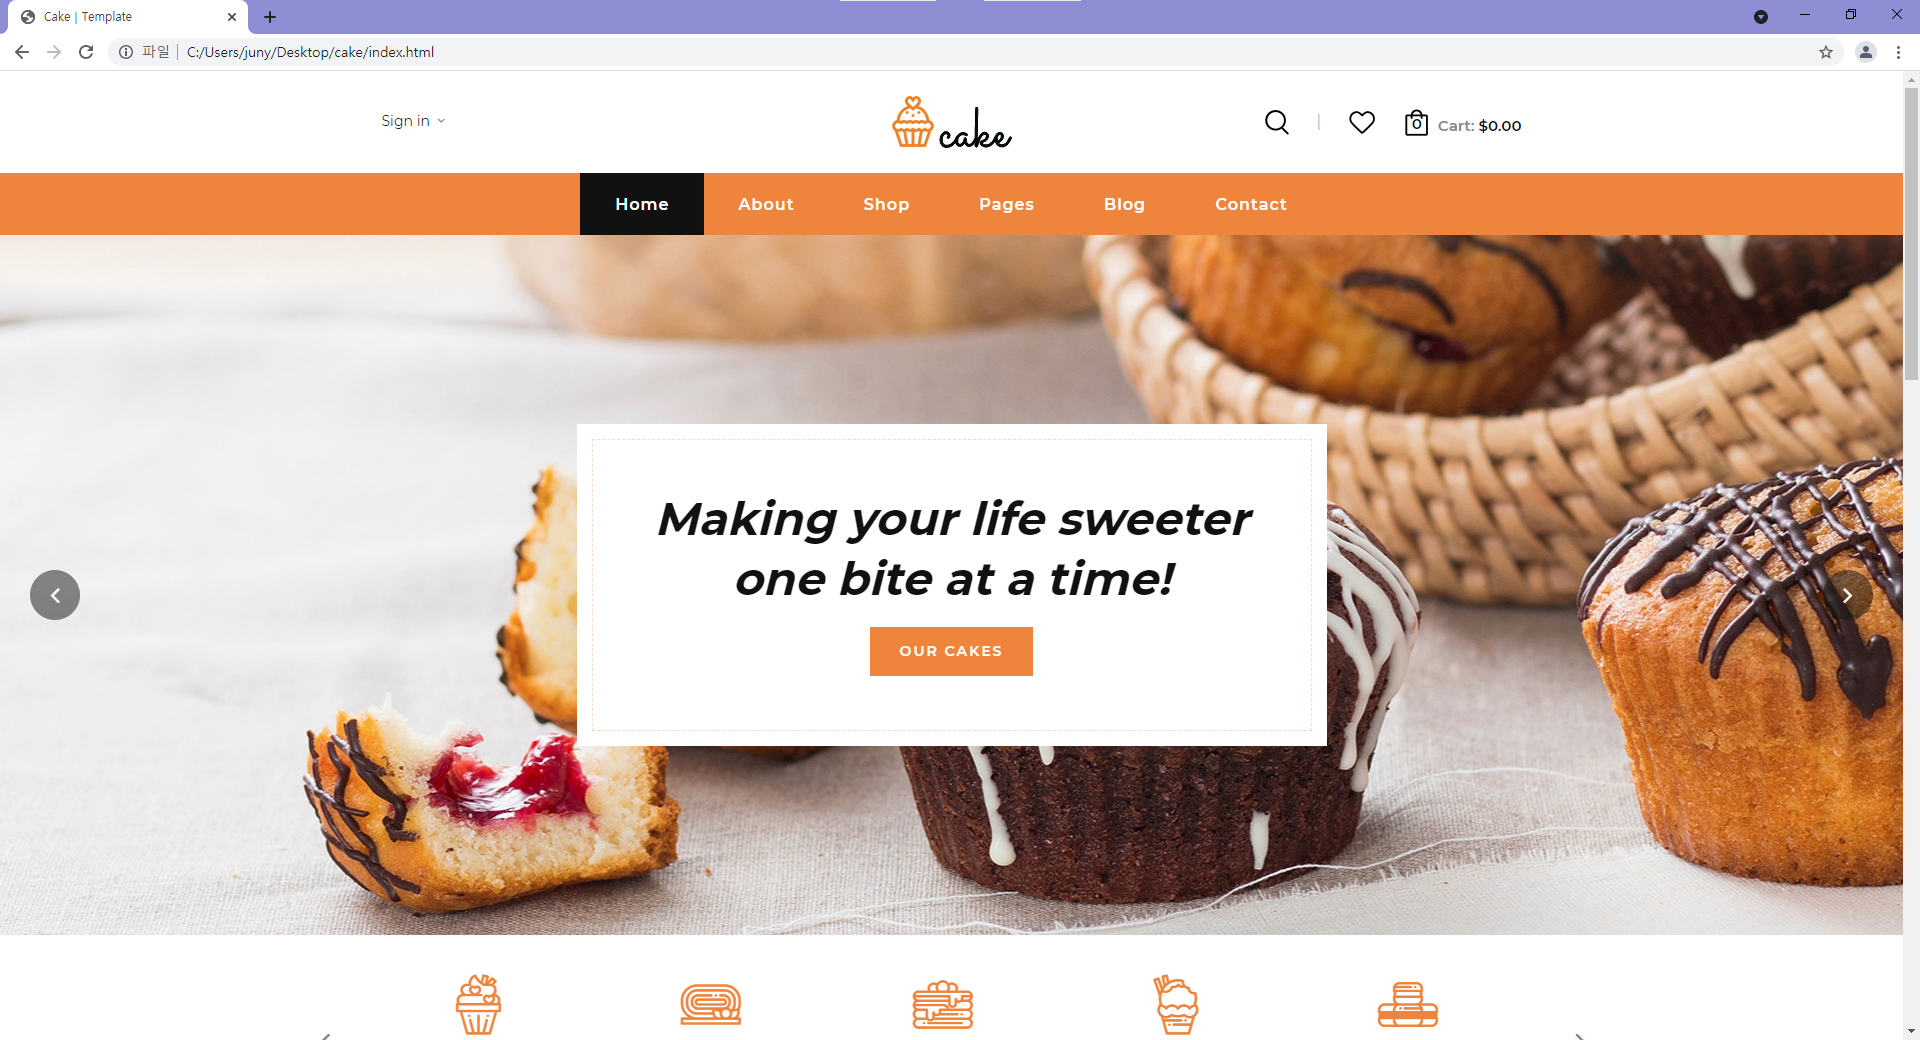 Cake | Template
파일 C:/Users/juny/Desktop/cake/index.html
Sign in
cake
0
Cart: $0.00
Home About Shop Pages Blog Contact
Making your life sweeter
one bite at a time!
OUR CAKES